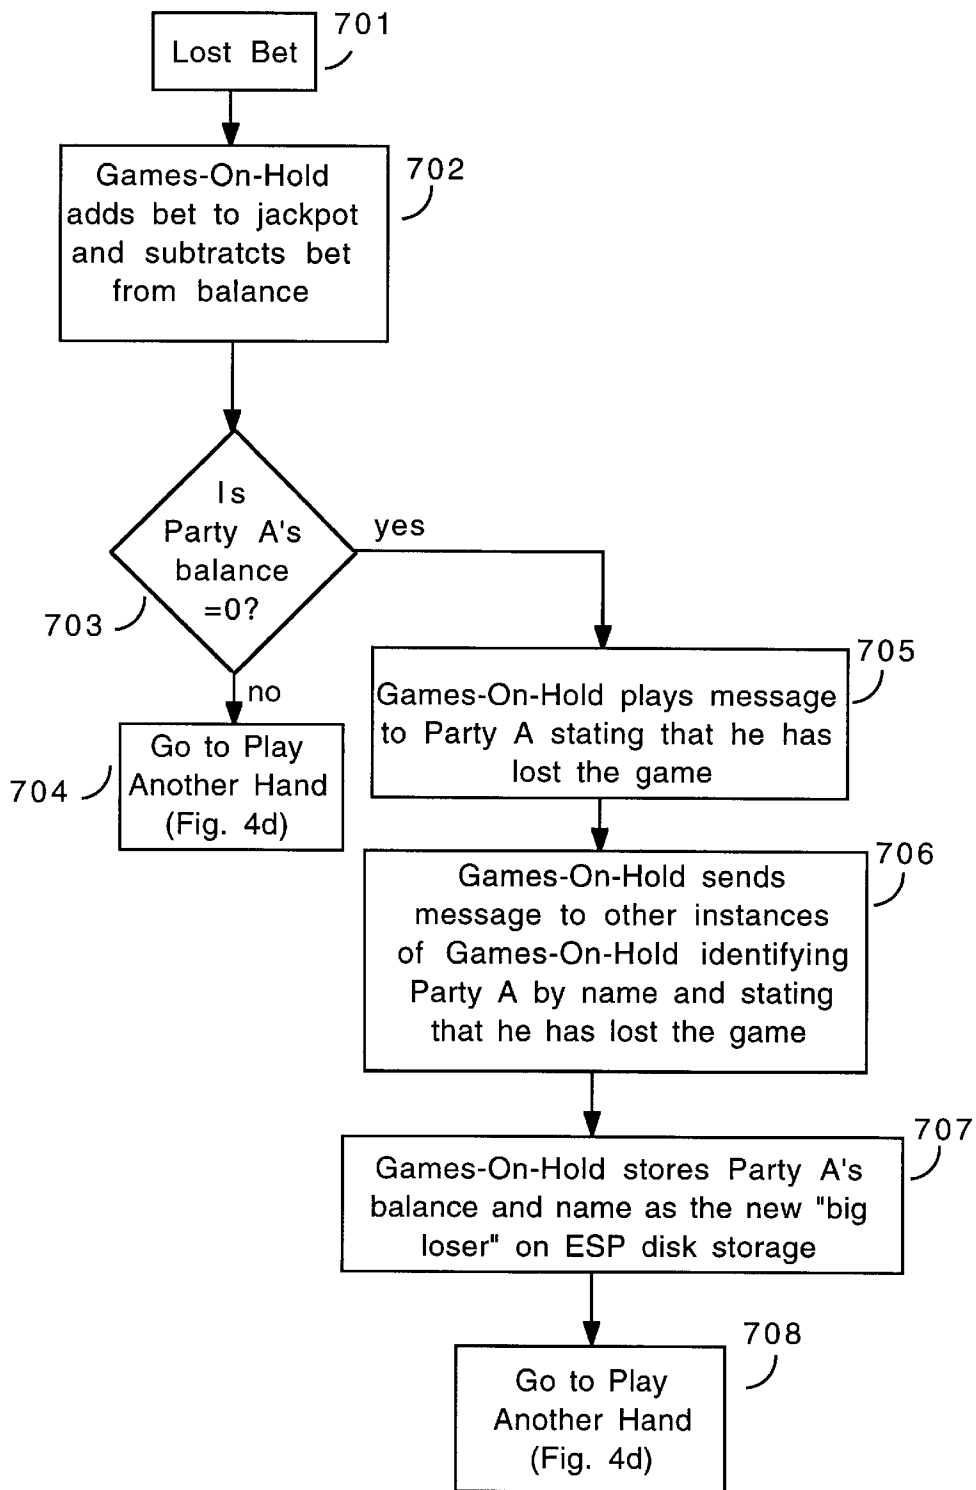 701
Lost Bet
702
Games-On-Hold
adds bet to jackpot
and subtratcts bet
from balance
Is
Party A's
balance
=0?
yes
703
no
704
Go to Play
Another Hand
(Fig. 4d)
705
Games-On-Hold plays message
to Party A stating that he has
lost the game
706
Games-On-Hold sends
message to other instances
of Games-On-Hold identifying
Party A by name and stating
that he has lost the game
707
Games-On-Hold stores Party A's
balance and name as the new "big
loser" on ESP disk storage
708
Go to Play
Another Hand
(Fig. 4d)